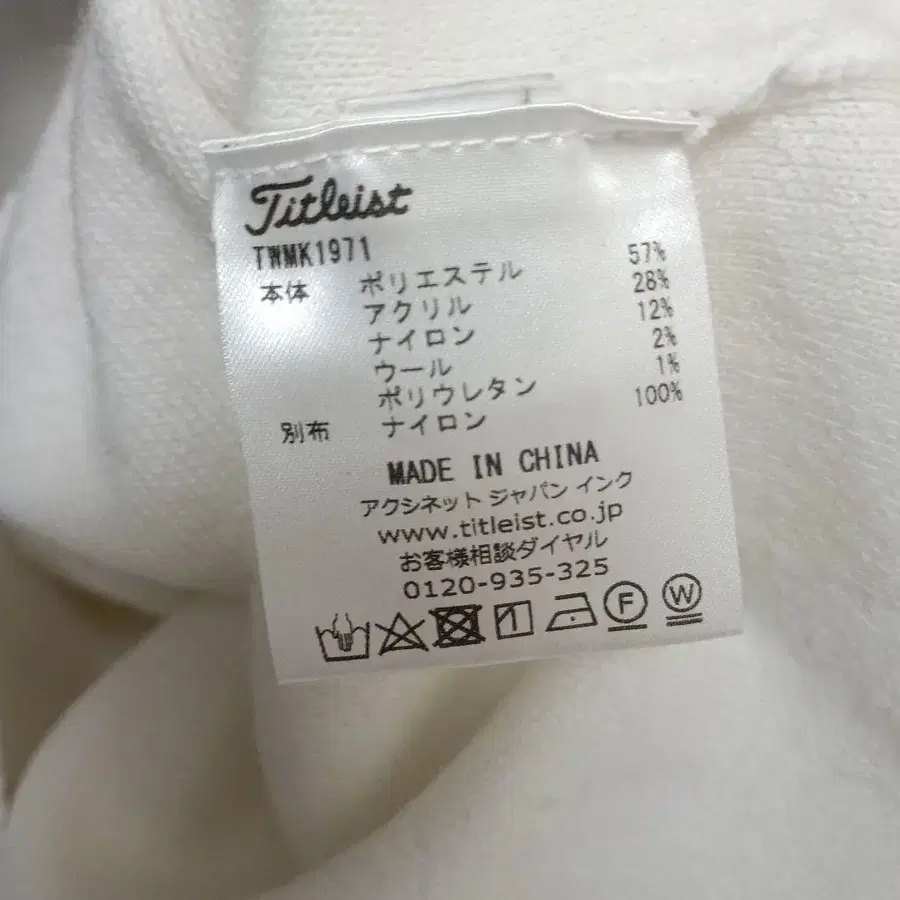 Titleist
TWMK1971
本体 ポリエステル 57%
アクリル 28%
ナイロン 12%
ウール 2%
ポリウレタン 1%
別布 ナイロン 100%
MADE IN CHINA
アクシネット ジャパン インク
www.titleist.co.jp
お客様相談ダイヤル
0120-935-325
F W